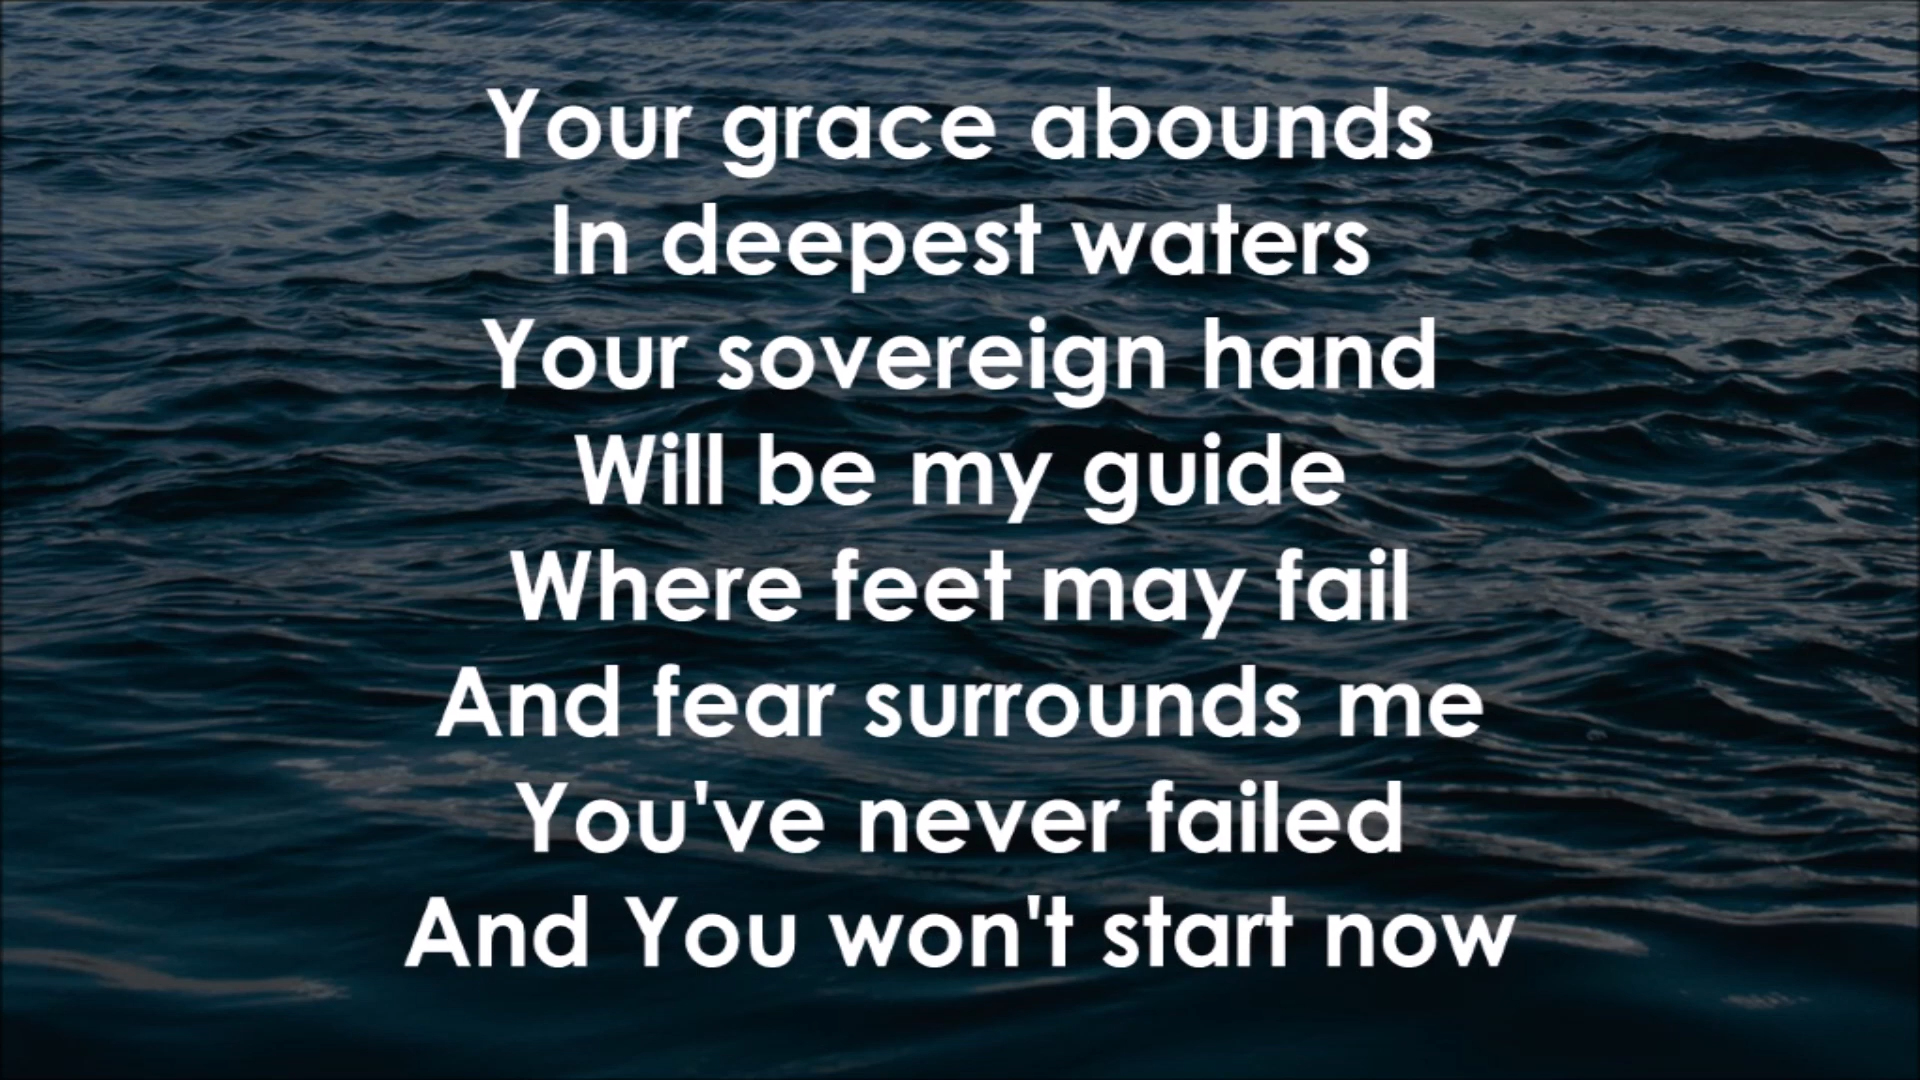 Your grace abounds
In deepest waters
Your sovereign hand
Will be my guide
Where feet may fail
And fear surrounds me
You've never failed
And You won't start now